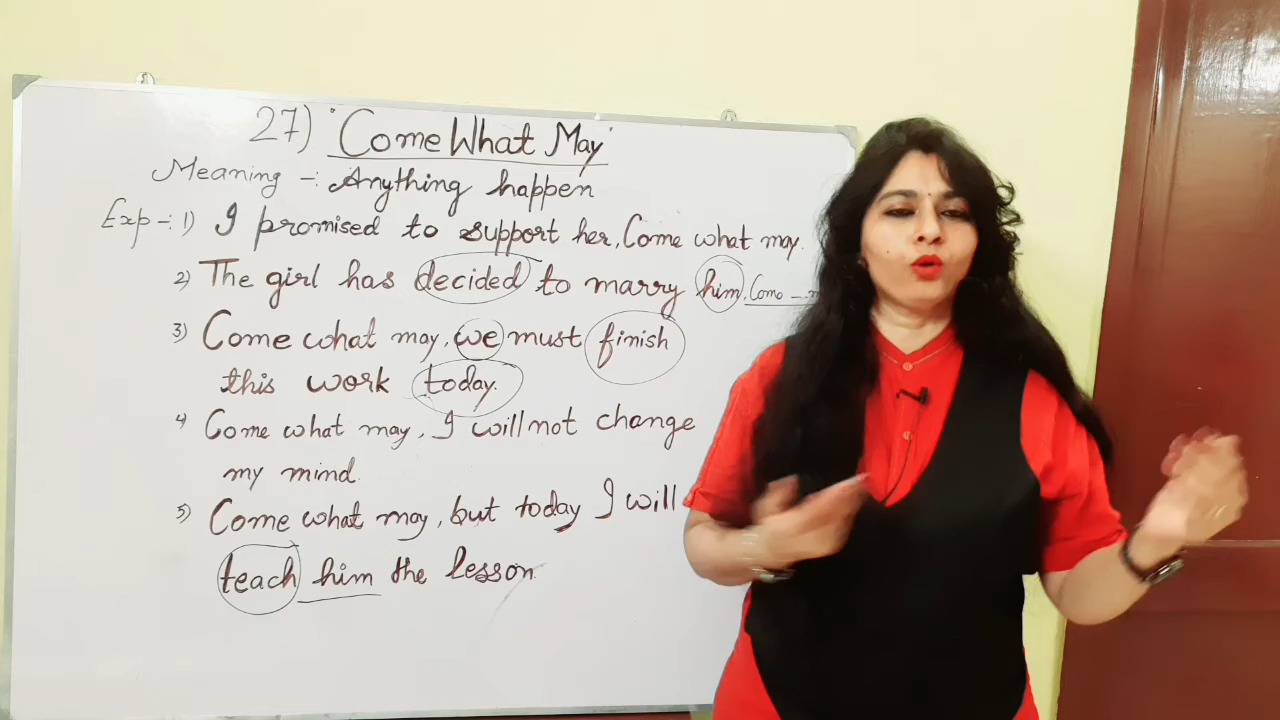 27) 'Come What May'
Meaning -: Anything happen
Exp -: 1) I promised to support her, Come what may.
2) The girl has decided to marry him, Come -- m
3) Come what may, we must finish
this work today.
4 Come what may, I will not change
my mind.
5) Come what may, but today I will
teach him the lesson.